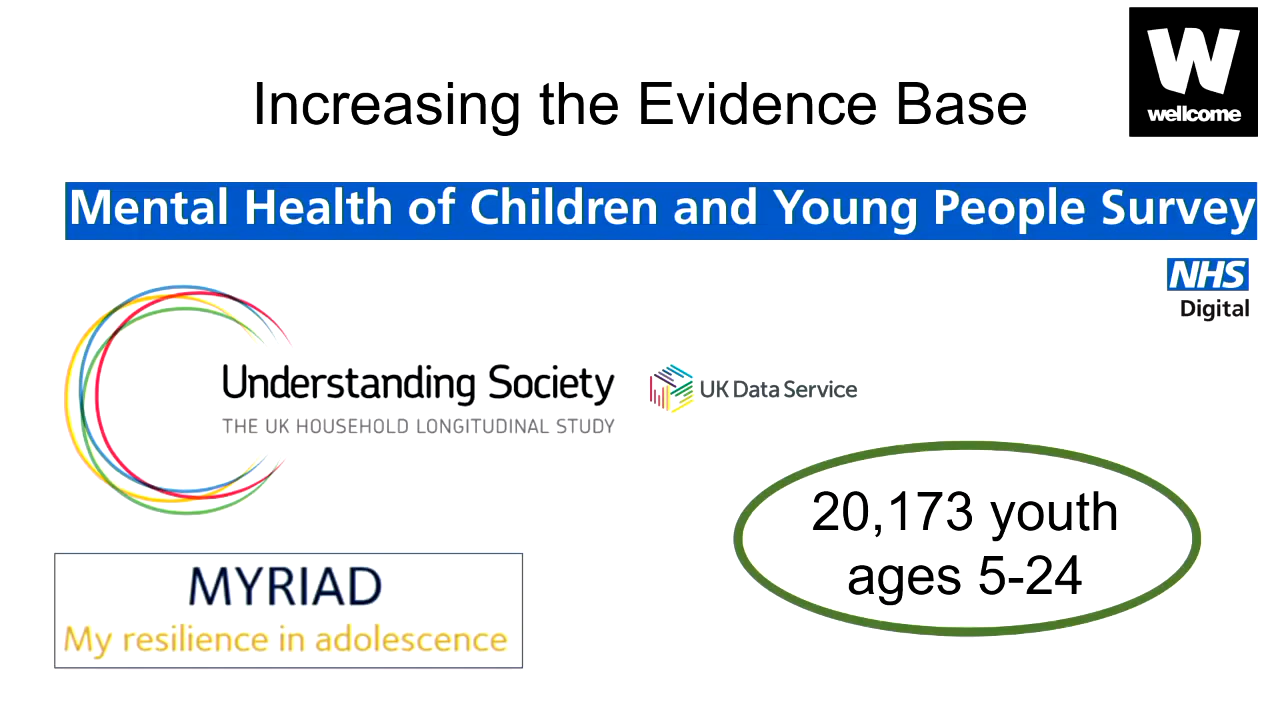 Increasing the Evidence Base
W
wellcome
Mental Health of Children and Young People Survey
NHS
Digital
Understanding Society
THE UK HOUSEHOLD LONGITUDINAL STUDY
UK Data Service
20,173 youth
ages 5-24
MYRIAD
My resilience in adolescence